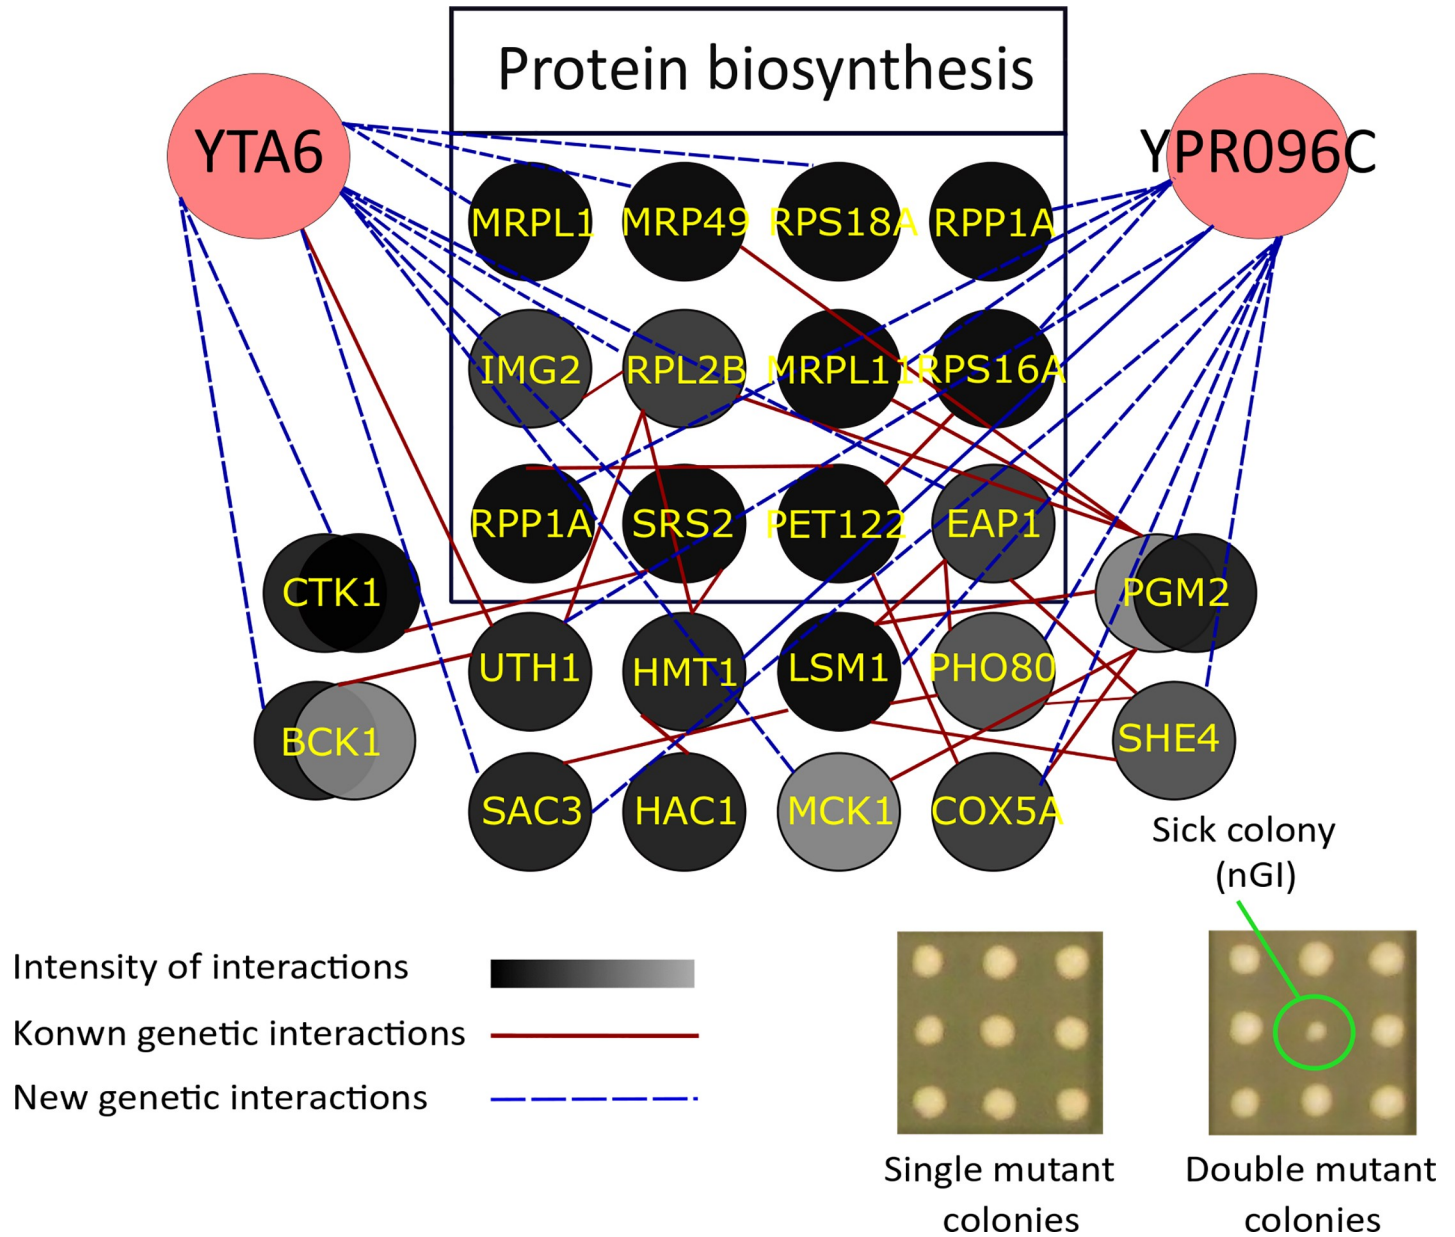 Protein biosynthesis
YTA6
YPR096C
MRPL1 MRP49 RPS18A RPP1A
IMG2 RPL2B MRPL11 RPS16A
RPP1A SRS2 PET122 EAP1
CTK1 PGM2
UTH1 HMT1 LSM1 PHO80
BCK1 SHE4
SAC3 HAC1 MCK1 COX5A
Sick colony
(nGI)
Intensity of interactions
Konwn genetic interactions
New genetic interactions
Single mutant
colonies
Double mutant
colonies